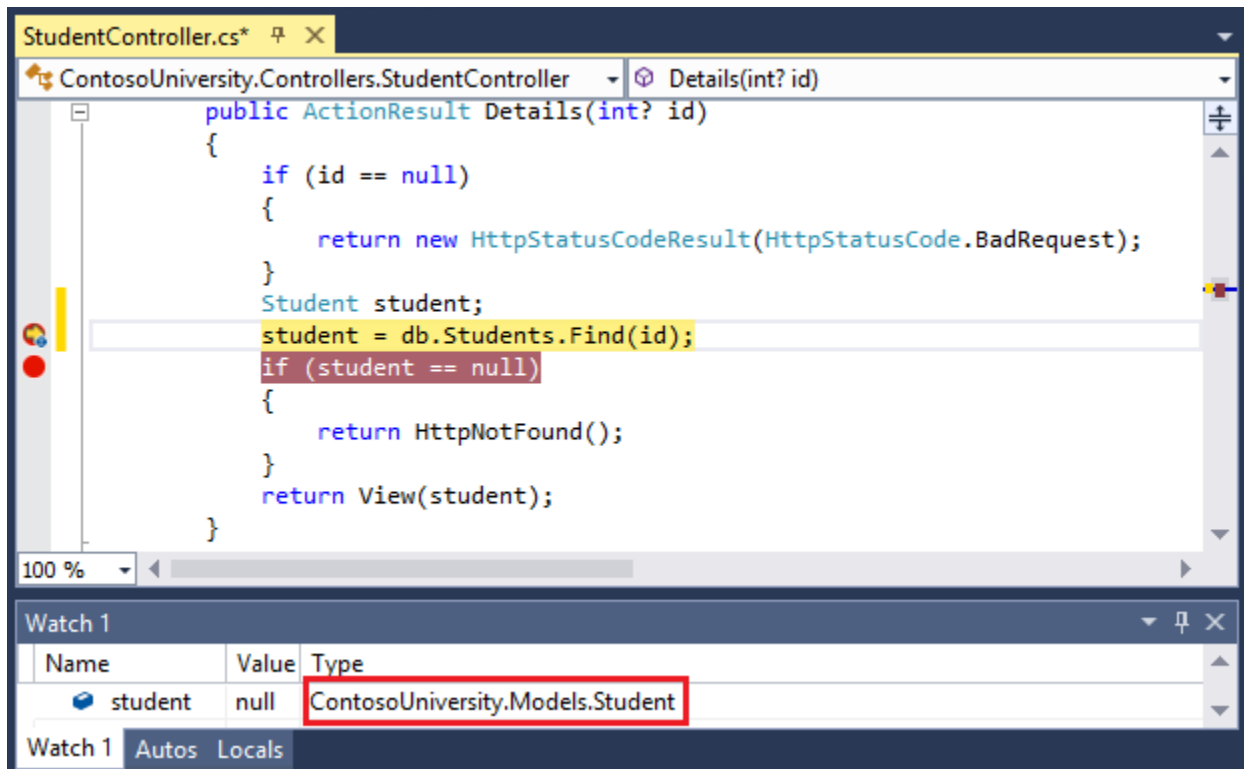 StudentController.cs*
ContosoUniversity.Controllers.StudentController Details(int? id)
public ActionResult Details(int? id)
{
if (id == null)
{
return new HttpStatusCodeResult(HttpStatusCode.BadRequest);
}
Student student;
student = db.Students.Find(id);
if (student == null)
{
return HttpNotFound();
}
return View(student);
}
100 %
Watch 1
Name Value Type
student null ContosoUniversity.Models.Student
Watch 1 Autos Locals